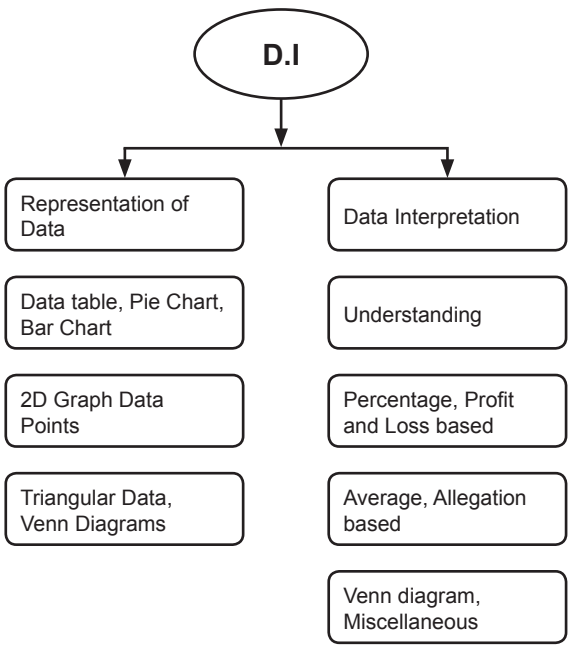 D.I
Representation of
Data
Data table, Pie Chart,
Bar Chart
2D Graph Data
Points
Triangular Data,
Venn Diagrams
Data Interpretation
Understanding
Percentage, Profit
and Loss based
Average, Allegation
based
Venn diagram,
Miscellaneous